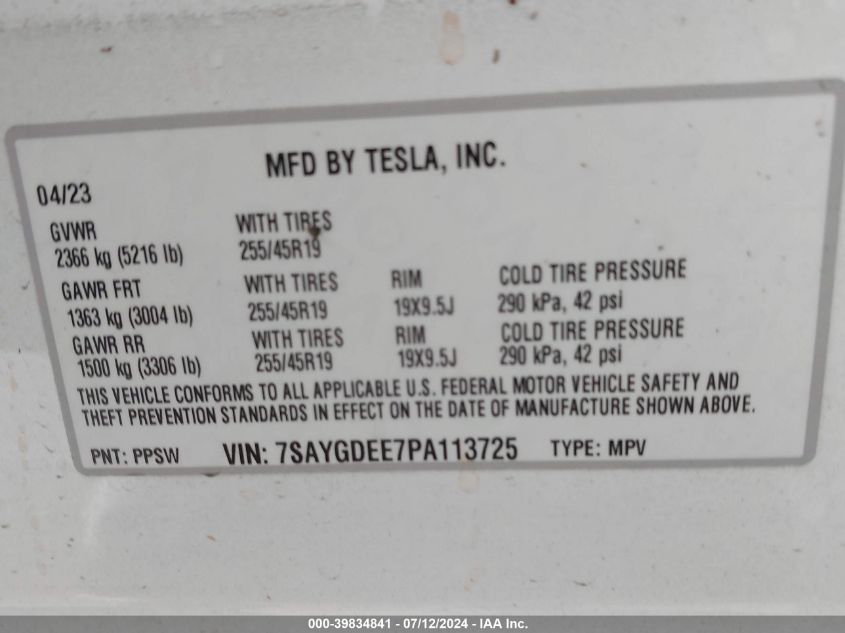 MFD BY TESLA, INC.
04/23
GVWR WITH TIRES
2366 kg (5216 lb) 255/45R19
GAWR FRT WITH TIRES RIM COLD TIRE PRESSURE
1363 kg (3004 lb) 255/45R19 19X9.5J 290 kPa, 42 psi
GAWR RR WITH TIRES RIM COLD TIRE PRESSURE
1500 kg (3306 lb) 255/45R19 19X9.5J 290 kPa, 42 psi
THIS VEHICLE CONFORMS TO ALL APPLICABLE U.S. FEDERAL MOTOR VEHICLE SAFETY AND
THEFT PREVENTION STANDARDS IN EFFECT ON THE DATE OF MANUFACTURE SHOWN ABOVE.
PNT: PPSW VIN: 7SAYGDEE7PA113725 TYPE: MPV
000-39834841 - 07/12/2024 - IAA Inc.